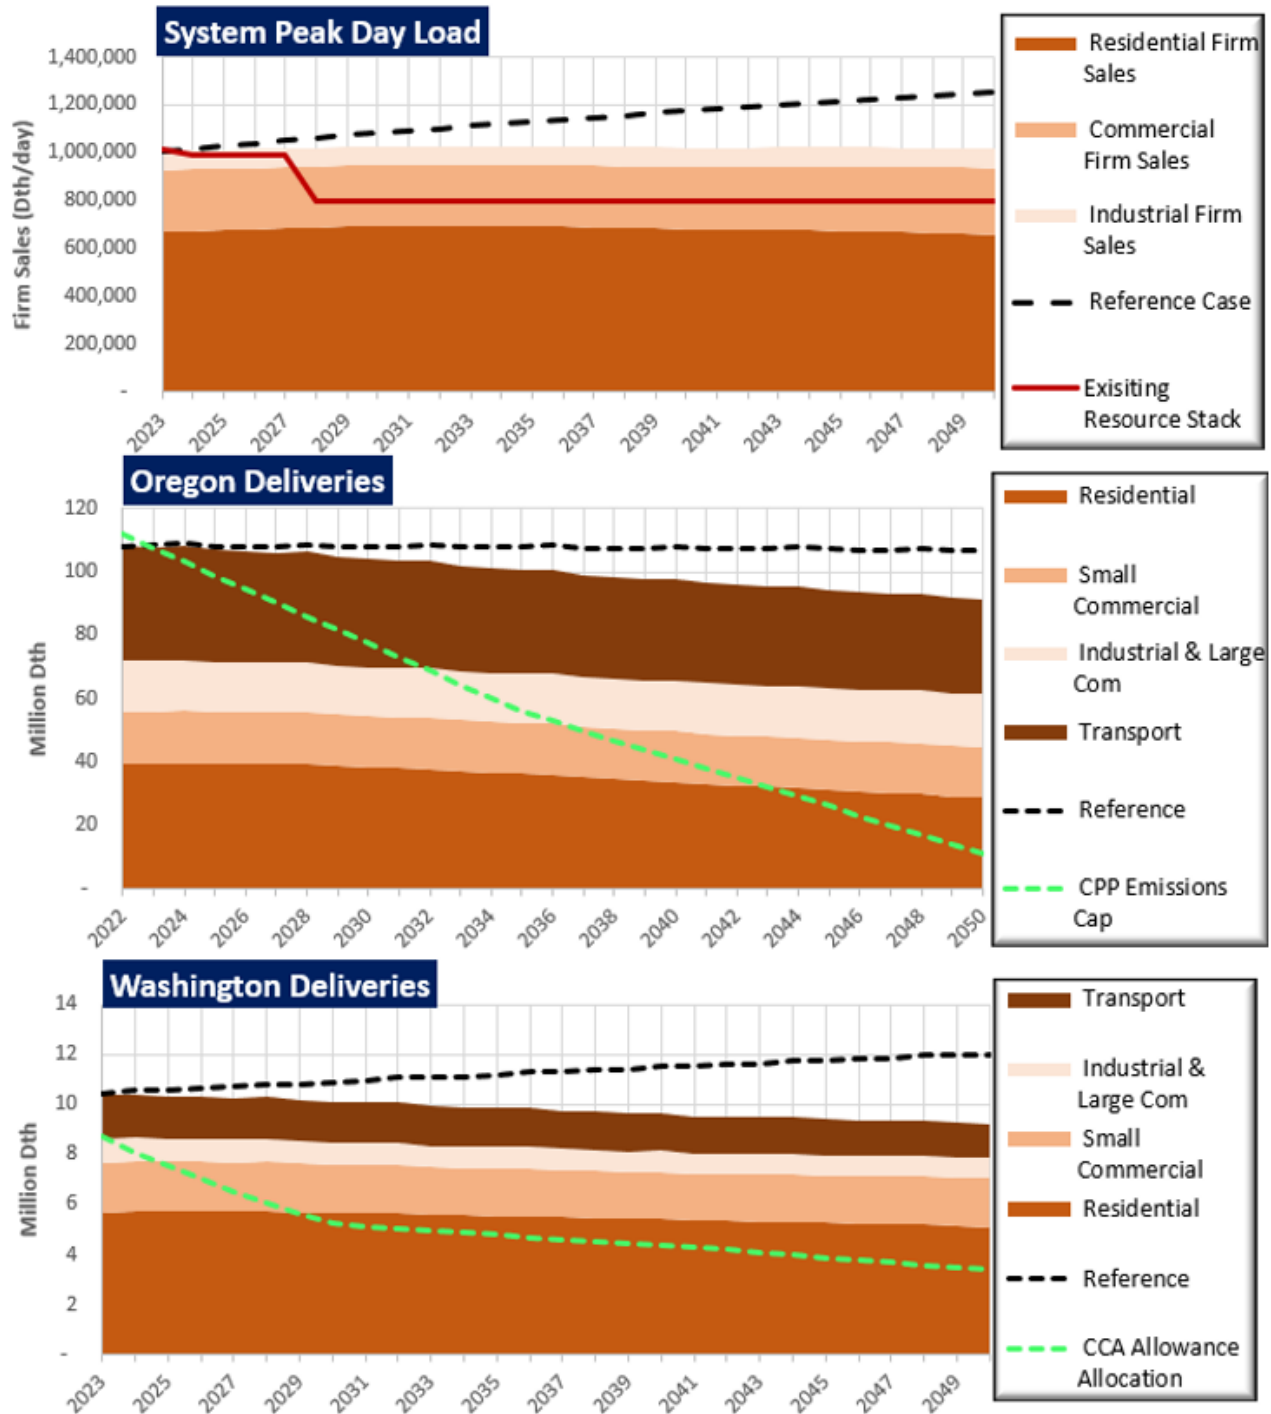 System Peak Day Load
Firm Sales (Dth/day)
1,400,000
1,200,000
1,000,000
800,000
600,000
400,000
200,000
-
2023
2025
2027
2029
2031
2033
2035
2037
2039
2041
2043
2045
2047
2049
Residential Firm
Sales
Commercial
Firm Sales
Industrial Firm
Sales
Reference Case
Exisiting
Resource Stack
Oregon Deliveries
Million Dth
120
100
80
60
40
20
-
2022
2024
2026
2028
2030
2032
2034
2036
2038
2040
2042
2044
2046
2048
2050
Residential
Small
Commercial
Industrial & Large
Com
Transport
Reference
CPP Emissions
Cap
Washington Deliveries
Million Dth
14
12
10
8
6
4
2
-
2023
2025
2027
2029
2031
2033
2035
2037
2039
2041
2043
2045
2047
2049
Transport
Industrial &
Large Com
Small
Commercial
Residential
Reference
CCA Allowance
Allocation